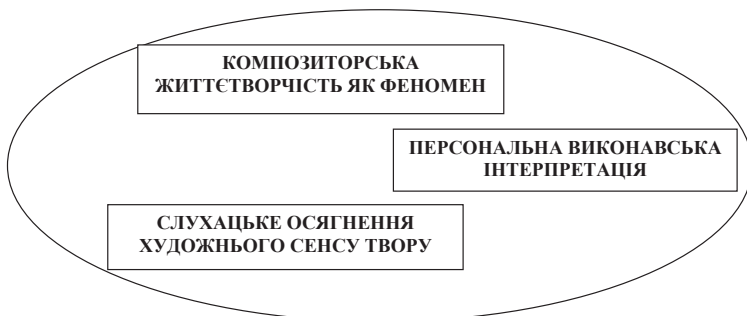 КОМПОЗИТОРСЬКА
ЖИТТЄТВОРЧІСТЬ ЯК ФЕНОМЕН
ПЕРСОНАЛЬНА ВИКОНАВСЬКА
ІНТЕРПРЕТАЦІЯ
СЛУХАЦЬКЕ ОСЯГНЕННЯ
ХУДОЖНЬОГО СЕНСУ ТВОРУ